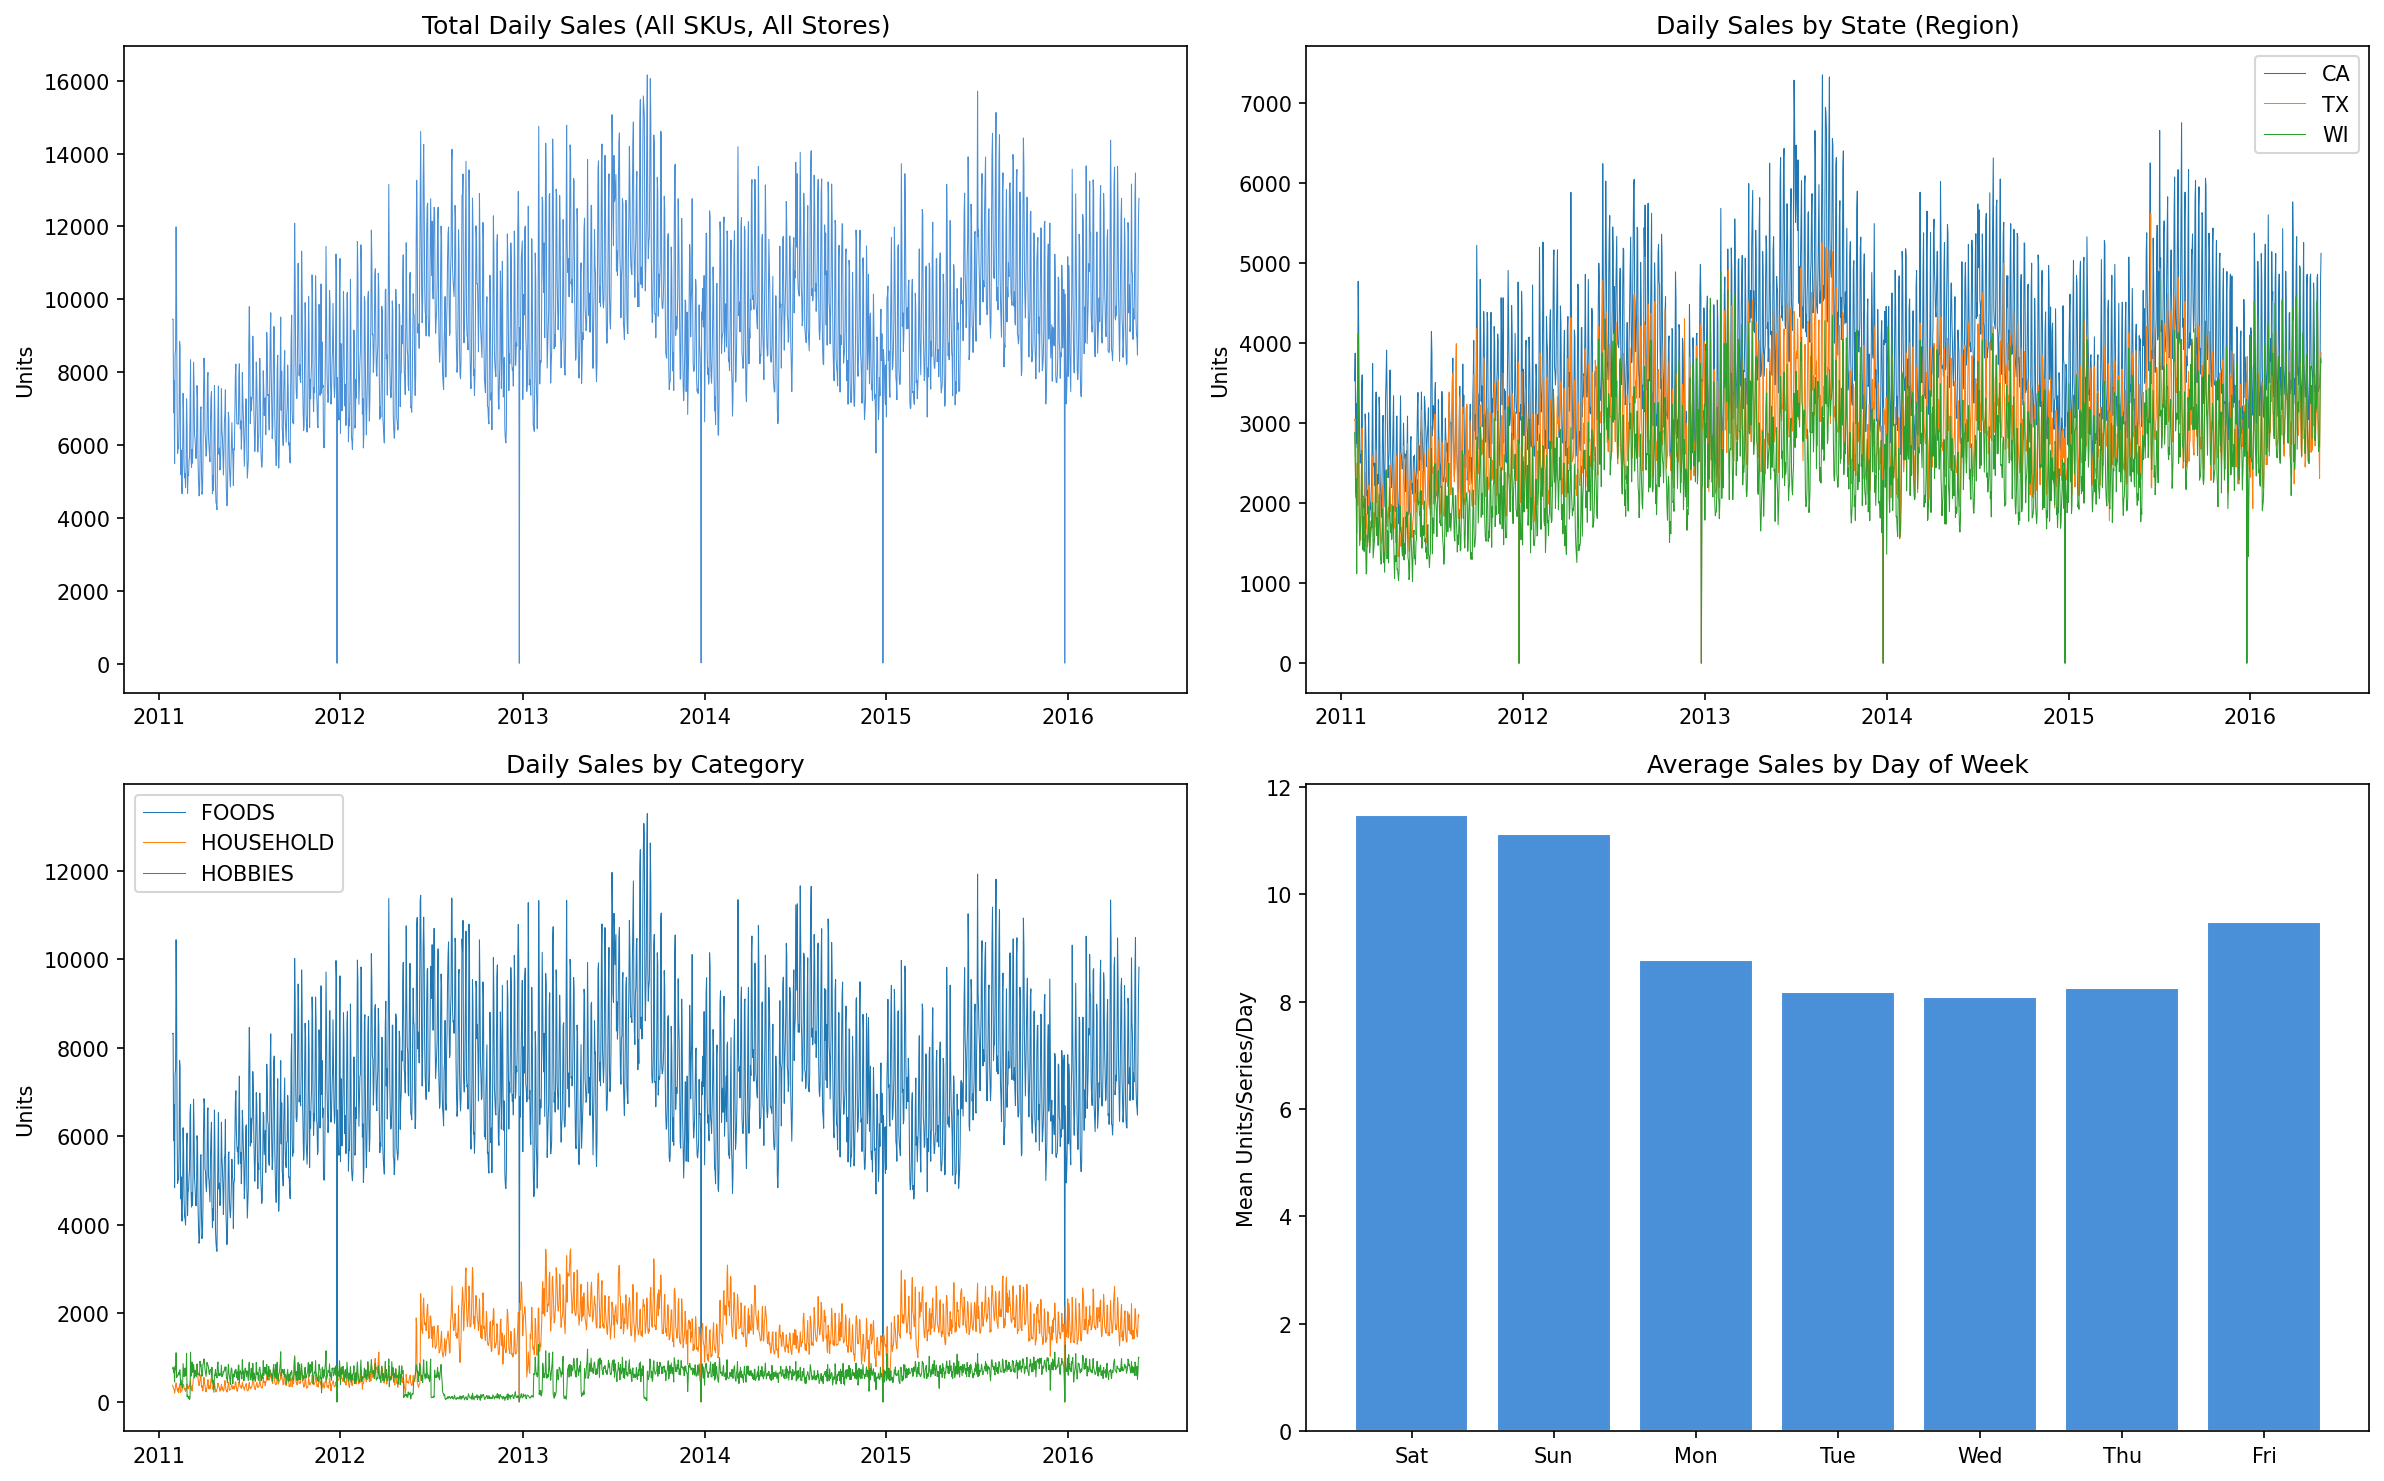 Total Daily Sales (All SKUs, All Stores)
Units
16000
14000
12000
10000
8000
6000
4000
2000
0
2011
2012
2013
2014
2015
2016
Daily Sales by State (Region)
CA
TX
WI
Units
7000
6000
5000
4000
3000
2000
1000
0
2011
2012
2013
2014
2015
2016
Daily Sales by Category
FOODS
HOUSEHOLD
HOBBIES
Units
12000
10000
8000
6000
4000
2000
0
2011
2012
2013
2014
2015
2016
Average Sales by Day of Week
Mean Units/Series/Day
12
10
8
6
4
2
0
Sat
Sun
Mon
Tue
Wed
Thu
Fri